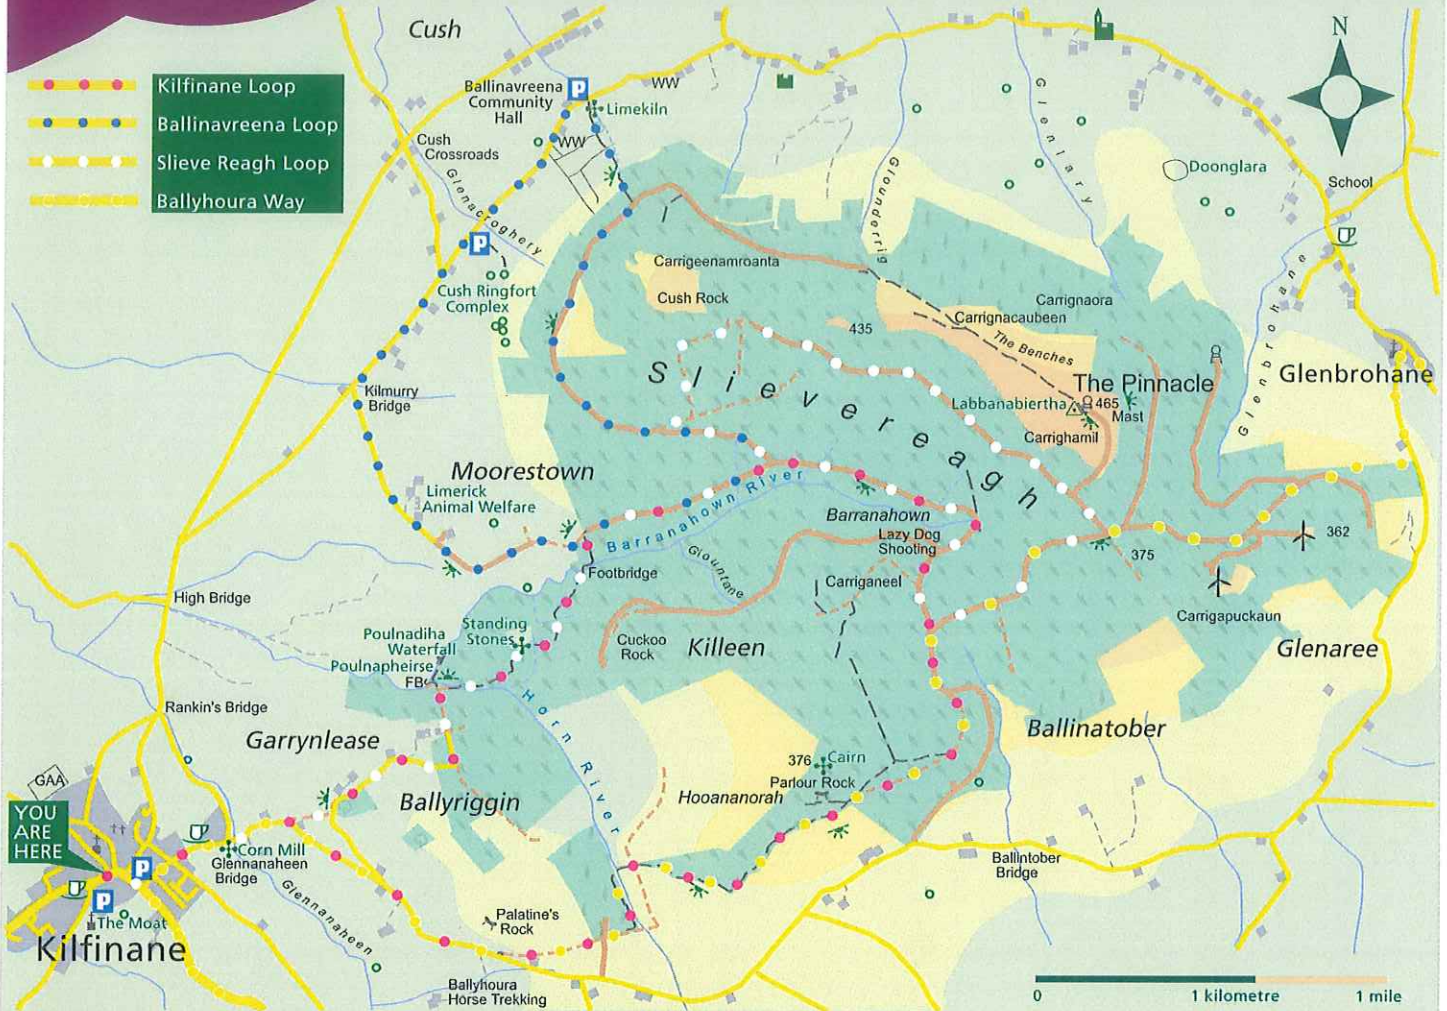 Cush
Kilfinane Loop
Ballinavreena Loop
Slieve Reagh Loop
Ballyhoura Way
Ballinavreena
Community
Hall
P
Limekiln
WW
WW
N
Cush
Crossroads
Glenacroghery
P
Cush Ringfort
Complex
Glounderrig
Glenlary
Doonglara
School
Glenbrohane
Carrigeenamroanta
Cush Rock
435
Carrignaora
Carrignacaubeen
The Benches
The Pinnacle
Labbanabiertha
465
Mast
Carrighamil
Glenbrohane
Slievereagh
Kilmurry
Bridge
Moorestown
Limerick
Animal Welfare
Barranahown River
Barranahown
Lazy Dog
Shooting
375
362
Carrigapuckaun
Glenaree
High Bridge
Footbridge
Glountane
Carriganeel
Standing
Stones
Poulnadiha
Waterfall
Poulnapheirse
FB
Cuckoo
Rock
Killeen
Horn River
Rankin's Bridge
Garrynlease
Ballinatober
376
Cairn
Parlour Rock
Hooananorah
Ballyriggin
GAA
YOU
ARE
HERE
P
P
Corn Mill
Glennanaheen
Bridge
Glennanaheen
The Moat
Kilfinane
Palatine's
Rock
Ballyhoura
Horse Trekking
Ballintober
Bridge
0
1 kilometre
1 mile